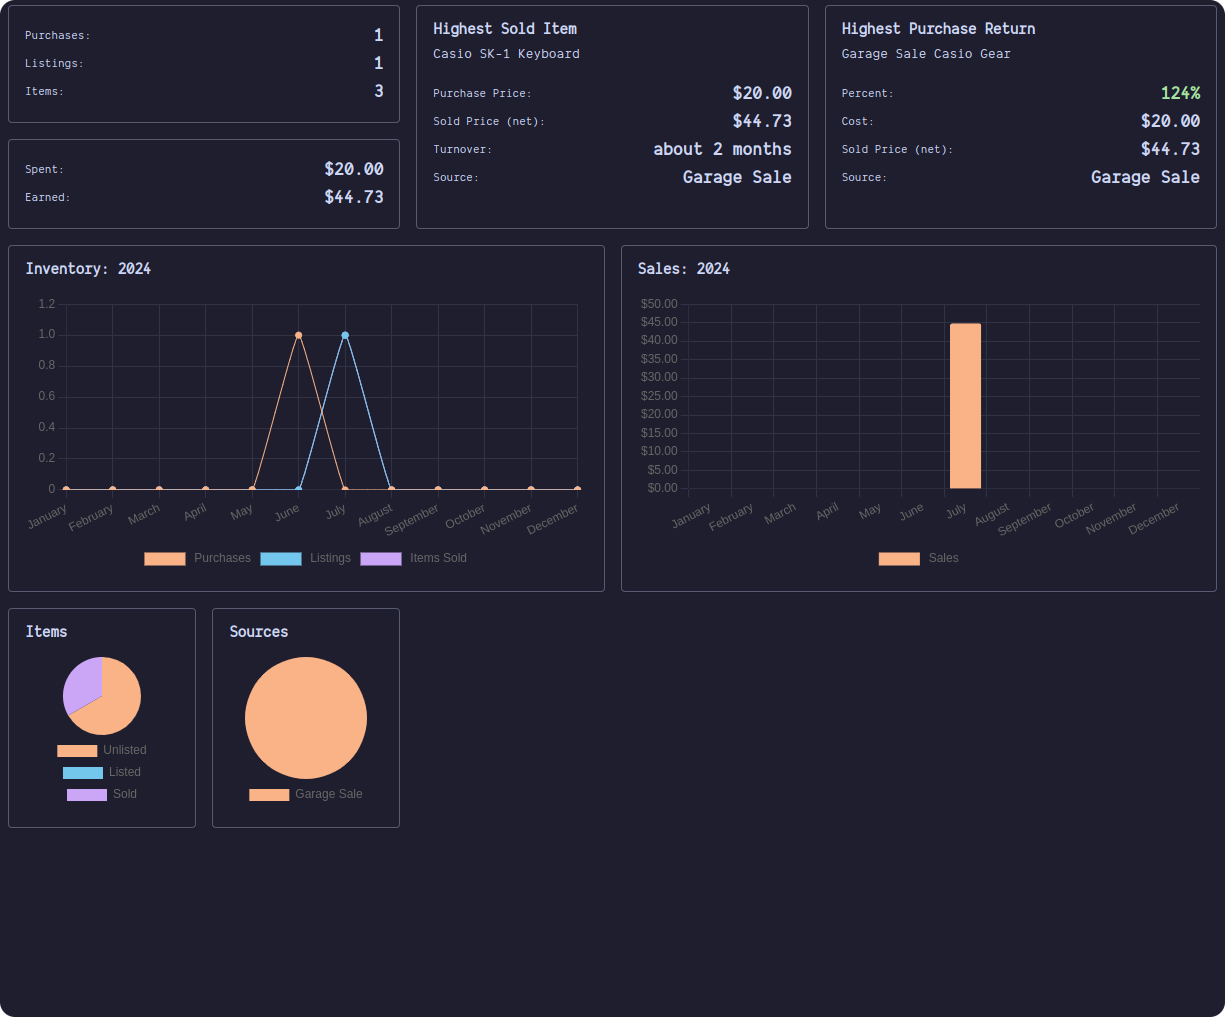 Purchases: 1
Listings: 1
Items: 3
Spent: $20.00
Earned: $44.73
Highest Sold Item
Casio SK-1 Keyboard
Purchase Price: $20.00
Sold Price (net): $44.73
Turnover: about 2 months
Source: Garage Sale
Highest Purchase Return
Garage Sale Casio Gear
Percent: 124%
Cost: $20.00
Sold Price (net): $44.73
Source: Garage Sale
Inventory: 2024
1.2
1.0
0.8
0.6
0.4
0.2
0
January February March April May June July August September October November December
Purchases Listings Items Sold
Sales: 2024
$50.00
$45.00
$40.00
$35.00
$30.00
$25.00
$20.00
$15.00
$10.00
$5.00
$0.00
January February March April May June July August September October November December
Sales
Items
Unlisted
Listed
Sold
Sources
Garage Sale